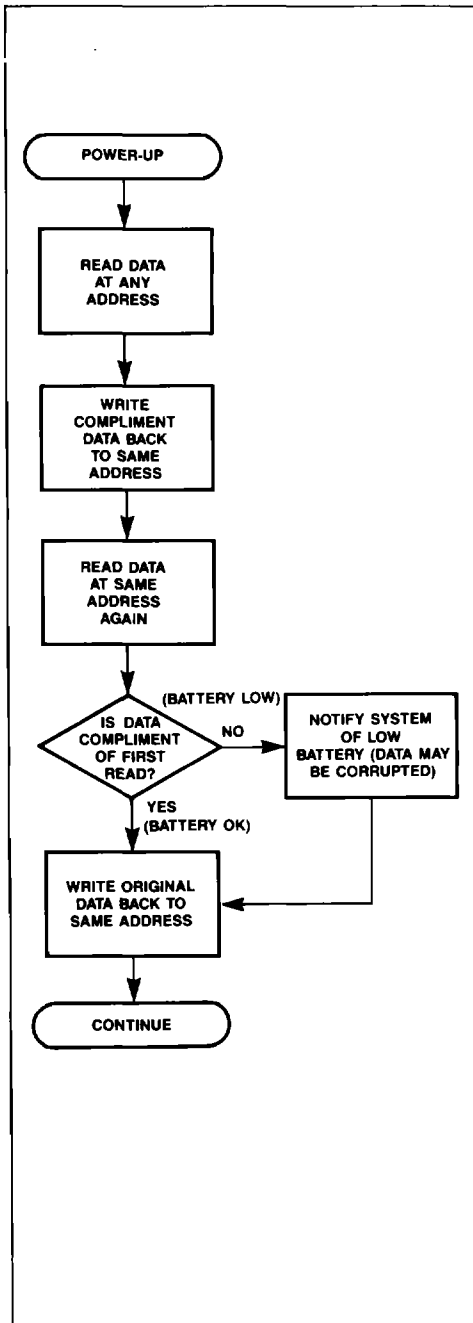 POWER-UP
READ DATA
AT ANY
ADDRESS
WRITE
COMPLIMENT
DATA BACK
TO SAME
ADDRESS
READ DATA
AT SAME
ADDRESS
AGAIN
IS DATA
COMPLIMENT
OF FIRST
READ?
(BATTERY LOW)
NO
NOTIFY SYSTEM
OF LOW
BATTERY (DATA MAY
BE CORRUPTED)
YES
(BATTERY OK)
WRITE ORIGINAL
DATA BACK TO
SAME ADDRESS
CONTINUE